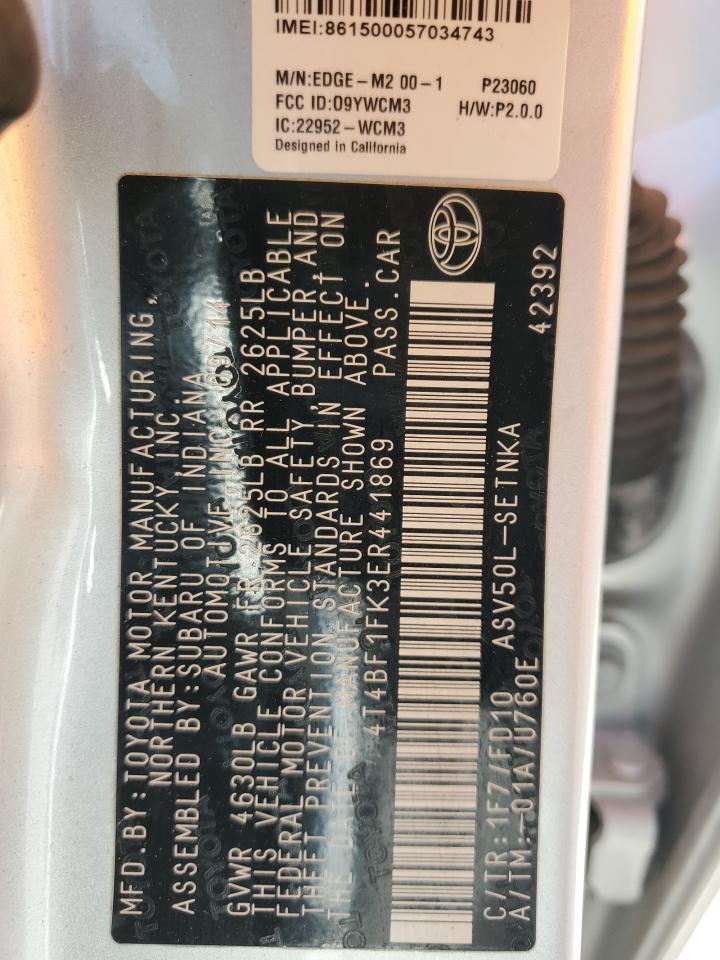 IMEI:861500057034743
M/N:EDGE-M2 00-1 P23060
FCC ID:O9YWCM3 H/W:P2.0.0
IC:22952-WCM3
Designed in California
MFD.BY:TOYOTA MOTOR MANUFACTURING,
NORTHERN KENTUCKY,INC.
ASSEMBLED BY:SUBARU OF INDIANA
AUTOMOTIVE,INC. 09/14
GVWR 4630LB GAWR FR 2625LB RR 2625LB
THIS VEHICLE CONFORMS TO ALL APPLICABLE
FEDERAL MOTOR VEHICLE SAFETY, BUMPER,AND
THEFT PREVENTION STANDARDS IN EFFECT ON
THE DATE OF MANUFACTURE SHOWN ABOVE.
4T4BF1FK3ER441869 PASS.CAR
C/TR:1F7/FD10 ASV50L-SETNKA
A/TM:-01A/U760E 42392